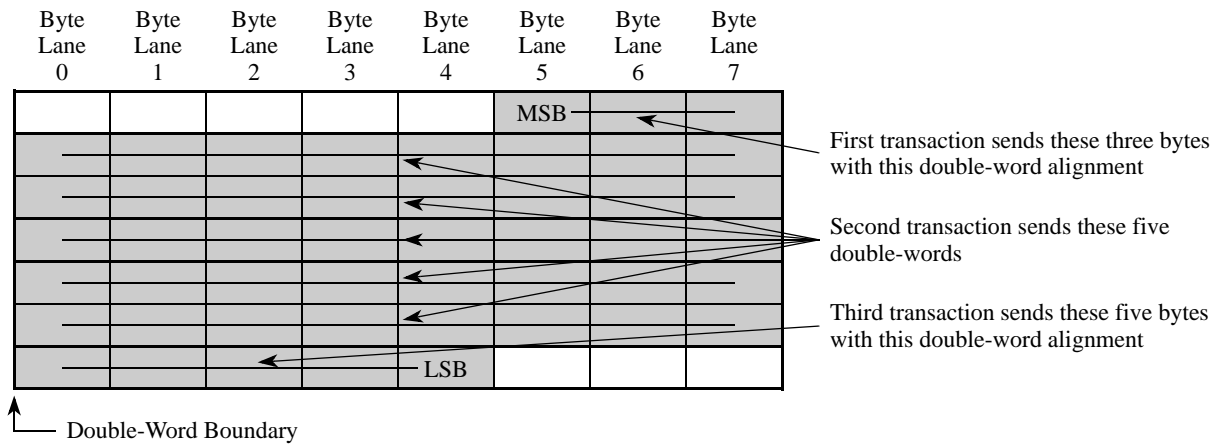 Byte Lane 0
Byte Lane 1
Byte Lane 2
Byte Lane 3
Byte Lane 4
Byte Lane 5
Byte Lane 6
Byte Lane 7
MSB
First transaction sends these three bytes
with this double-word alignment
Second transaction sends these five
double-words
Third transaction sends these five bytes
with this double-word alignment
LSB
Double-Word Boundary